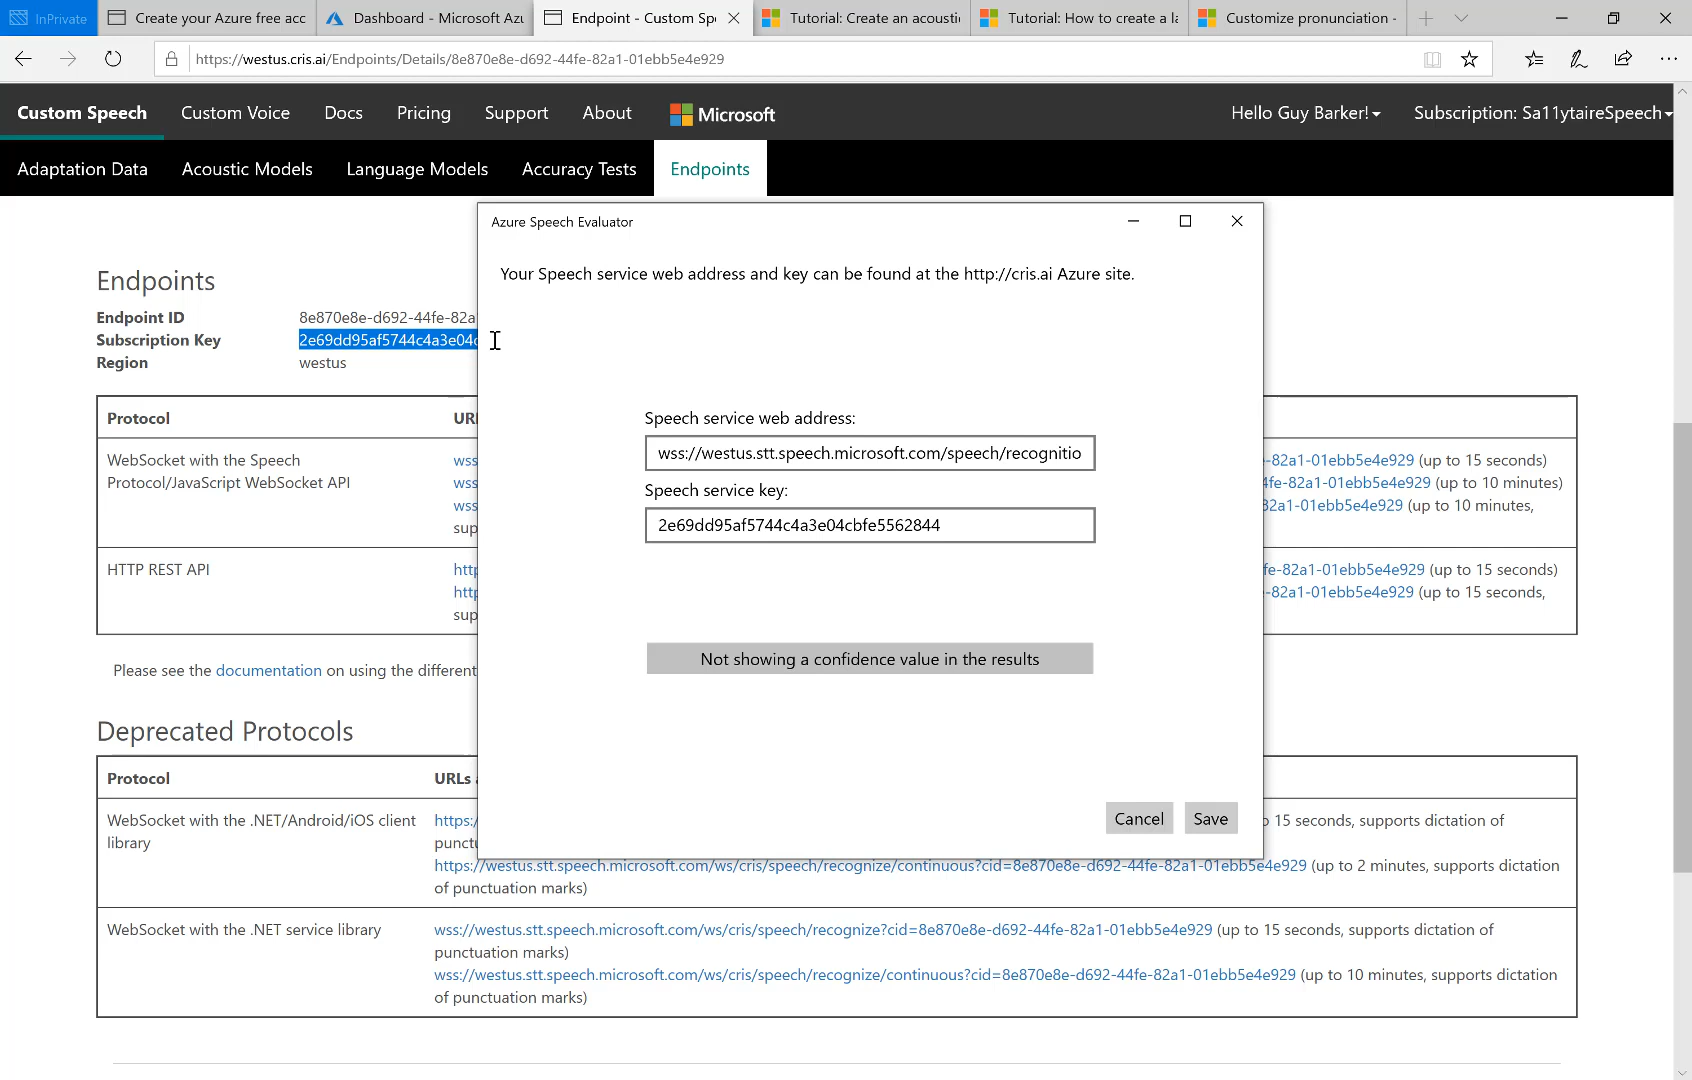 InPrivate
Create your Azure free acc
Dashboard - Microsoft Azu
Endpoint - Custom Sp
Tutorial: Create an acousti
Tutorial: How to create a la
Customize pronunciation -
https://westus.cris.ai/Endpoints/Details/8e870e8e-d692-44fe-82a1-01ebb5e4e929
Custom Speech
Custom Voice
Docs
Pricing
Support
About
Microsoft
Hello Guy Barker!
Subscription: Sa11ytaireSpeech
Adaptation Data
Acoustic Models
Language Models
Accuracy Tests
Endpoints
Azure Speech Evaluator
Your Speech service web address and key can be found at the http://cris.ai Azure site.
Speech service web address:
wss://westus.stt.speech.microsoft.com/speech/recognitio
Speech service key:
2e69dd95af5744c4a3e04cbfe5562844
Not showing a confidence value in the results
Cancel
Save
Endpoints
Endpoint ID 8e870e8e-d692-44fe-82a
Subscription Key 2e69dd95af5744c4a3e04c
Region westus
Protocol UR
WebSocket with the Speech wss -82a1-01ebb5e4e929 (up to 15 seconds)
Protocol/JavaScript WebSocket API wss 4fe-82a1-01ebb5e4e929 (up to 10 minutes)
wss 82a1-01ebb5e4e929 (up to 10 minutes,
sup
HTTP REST API http fe-82a1-01ebb5e4e929 (up to 15 seconds)
http -82a1-01ebb5e4e929 (up to 15 seconds,
sup
Please see the documentation on using the different
Deprecated Protocols
Protocol URLs
WebSocket with the .NET/Android/iOS client https:/ 15 seconds, supports dictation of
library punctu
https://westus.stt.speech.microsoft.com/ws/cris/speech/recognize/continuous?cid=8e870e8e-d692-44fe-82a1-01ebb5e4e929 (up to 2 minutes, supports dictation
of punctuation marks)
WebSocket with the .NET service library wss://westus.stt.speech.microsoft.com/ws/cris/speech/recognize?cid=8e870e8e-d692-44fe-82a1-01ebb5e4e929 (up to 15 seconds, supports dictation of
punctuation marks)
wss://westus.stt.speech.microsoft.com/ws/cris/speech/recognize/continuous?cid=8e870e8e-d692-44fe-82a1-01ebb5e4e929 (up to 10 minutes, supports dictation
of punctuation marks)